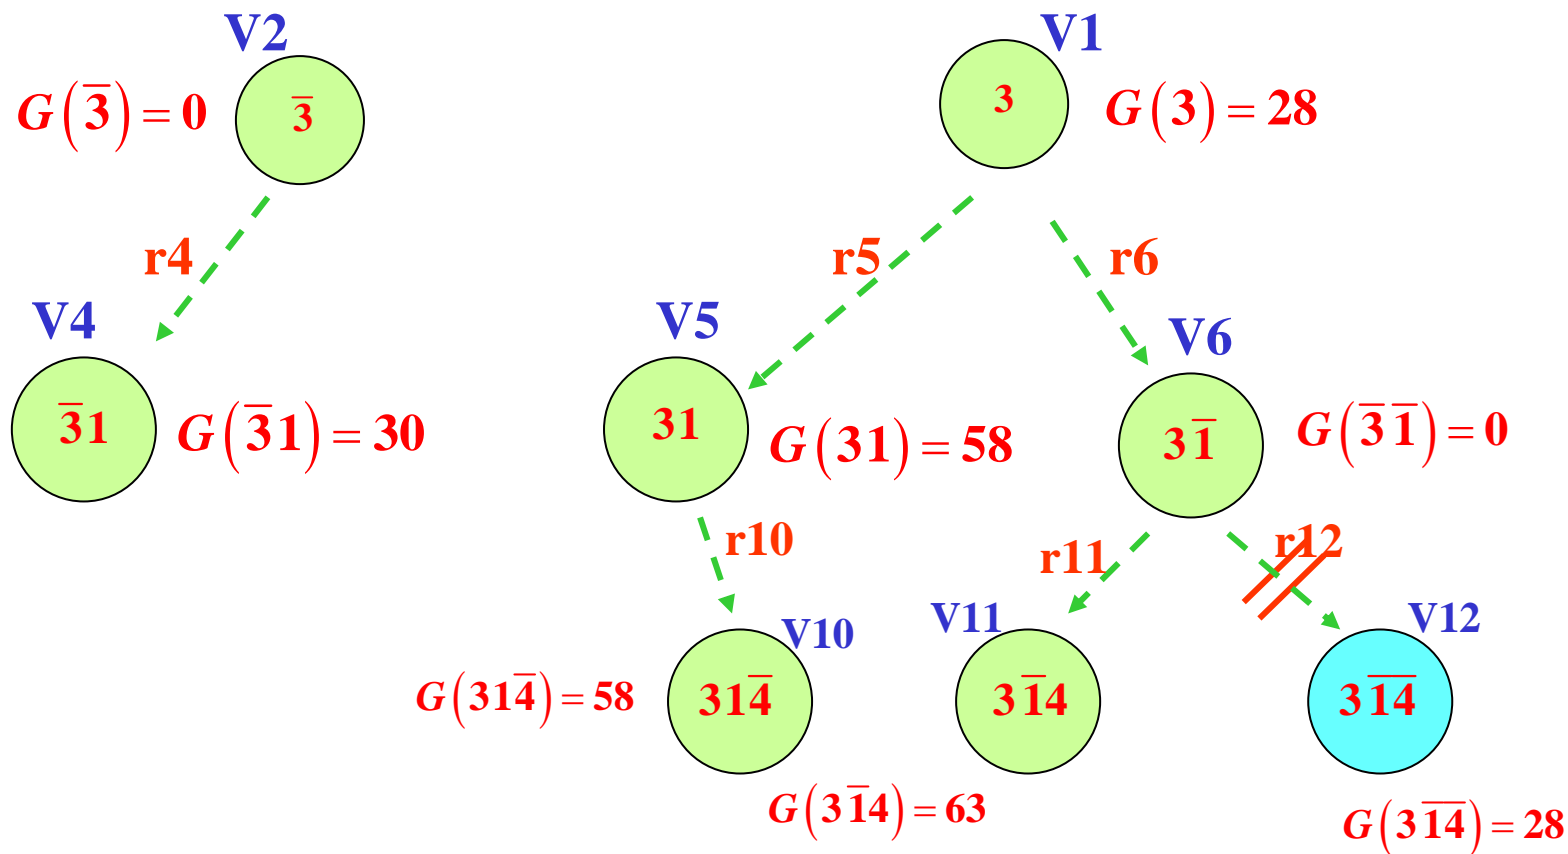 V2
V1
G(3̅) = 0
3̅
3
G(3) = 28
r4
r5
r6
V4
V5
V6
3̅1
G(3̅1) = 30
31
G(31) = 58
31̅
G(3̅ 1̅) = 0
r10
r11
r12
V10
V11
V12
G(314̅) = 58
314̅
31̅4
31̅4̅
G(31̅4) = 63
G(31̅4̅) = 28